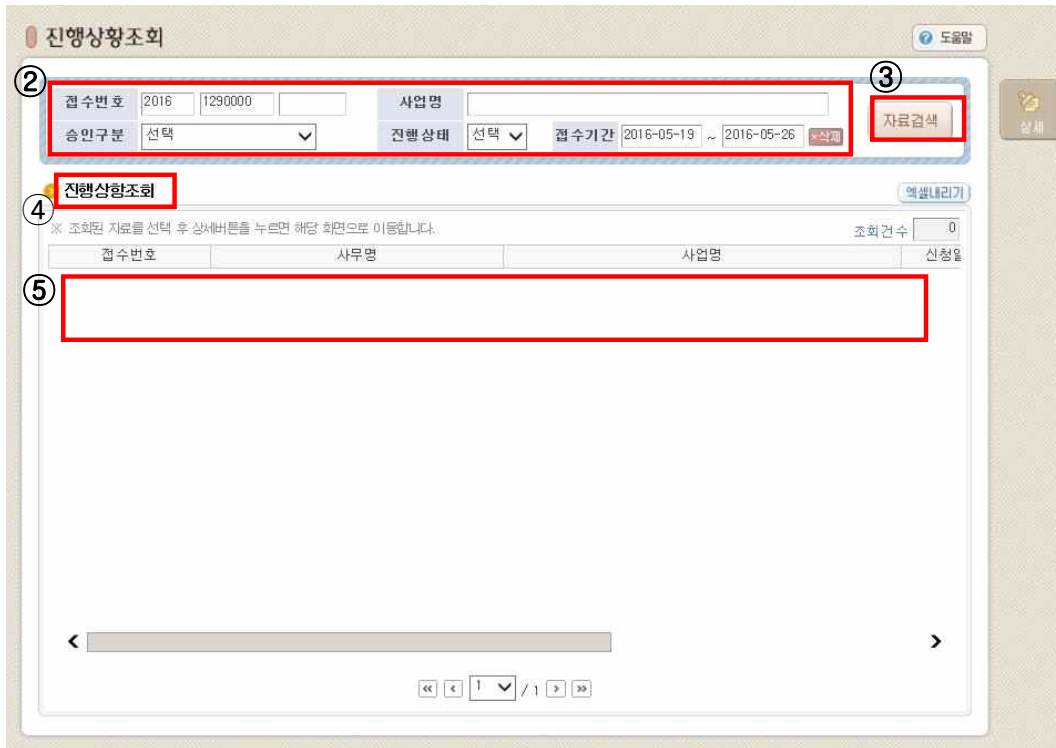 진행상황조회
도움말
②
③
접수번호 2016 1290000 사업명
자료검색
상세
승인구분 선택 진행상태 선택 접수기간 2016-05-19 ~ 2016-05-26 ×삭제
④
진행상항조회
엑셀내리기
※ 조회된 자료를 선택 후 상세버튼을 누르면 해당 화면으로 이동합니다.
조회건수 0
접수번호 사무명 사업명 신청일
⑤
< >
« < 1 / 1 > »